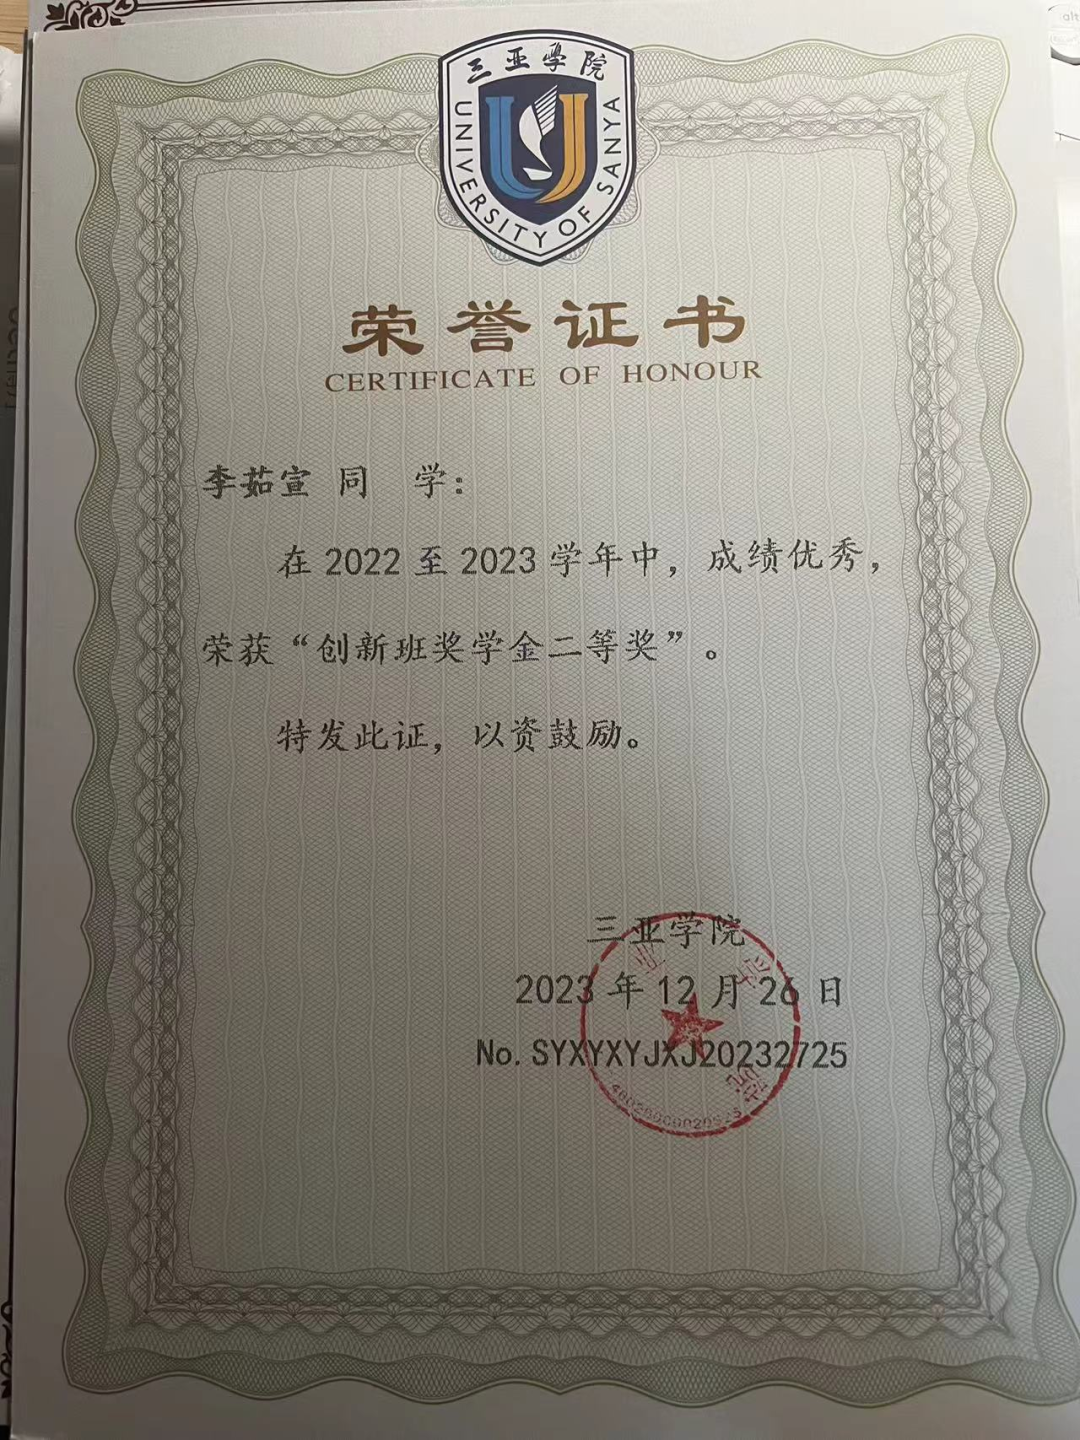 三亚学院
UNIVERSITY OF SANYA
荣誉证书
CERTIFICATE OF HONOUR
李茹宣 同 学：
在 2022 至 2023 学年中，成绩优秀，
荣获“创新班奖学金二等奖”。
特发此证，以资鼓励。
三亚学院
2023 年 12 月 26 日
No. SYXYXYJXJ20232725